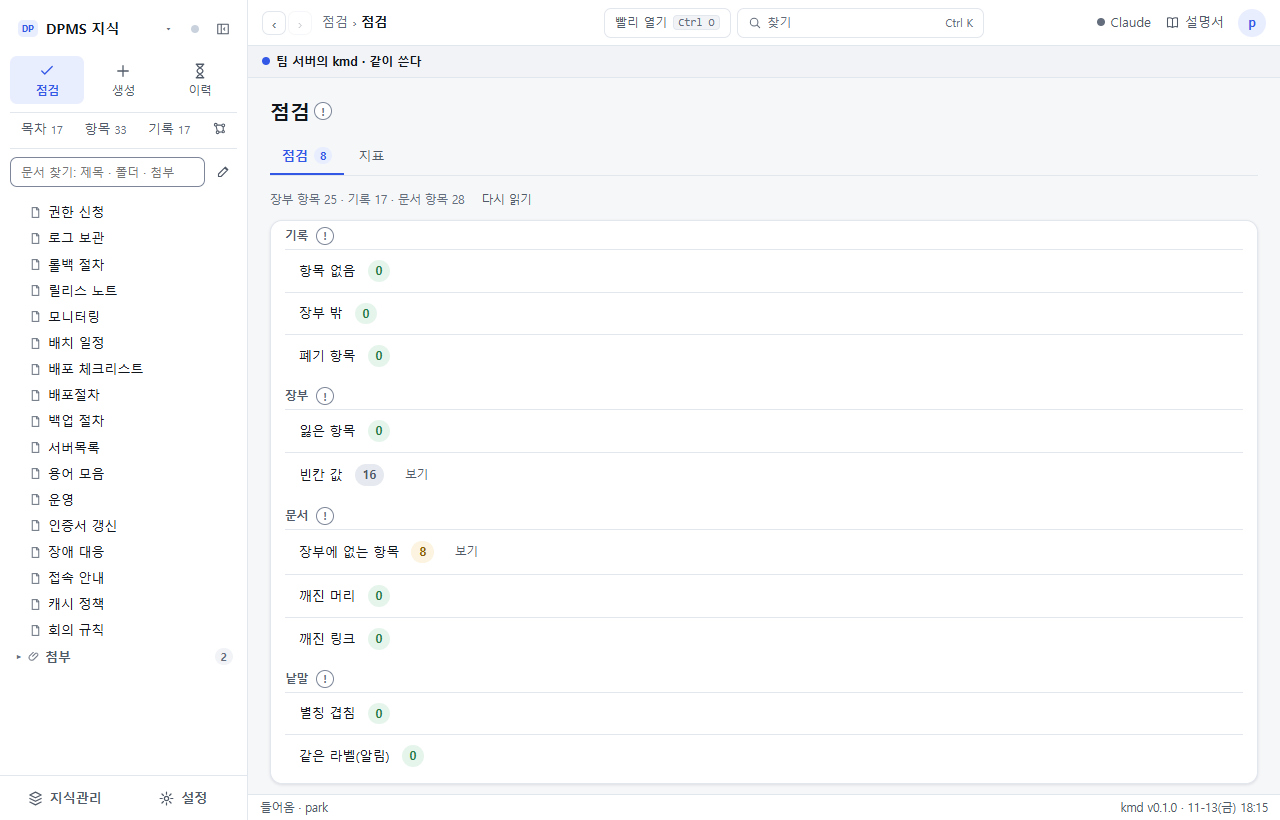 DP DPMS 지식
점검 생성 이력
목차 17 항목 33 기록 17
문서 찾기: 제목 · 폴더 · 첨부
권한 신청
로그 보관
롤백 절차
릴리스 노트
모니터링
배치 일정
배포 체크리스트
배포절차
백업 절차
서버목록
용어 모음
운영
인증서 갱신
장애 대응
접속 안내
캐시 정책
회의 규칙
첨부 2
지식관리 설정
점검 › 점검 빨리 열기 Ctrl O 찾기 Ctrl K Claude 설명서 p
팀 서버의 kmd · 같이 쓴다
점검 !
점검 8 지표
장부 항목 25 · 기록 17 · 문서 항목 28 다시 읽기
기록 !
항목 없음 0
장부 밖 0
폐기 항목 0
장부 !
잃은 항목 0
빈칸 값 16 보기
문서 !
장부에 없는 항목 8 보기
깨진 머리 0
깨진 링크 0
낱말 !
별칭 겹침 0
같은 라벨(알림) 0
들어옴 · park kmd v0.1.0 · 11-13(금) 18:15